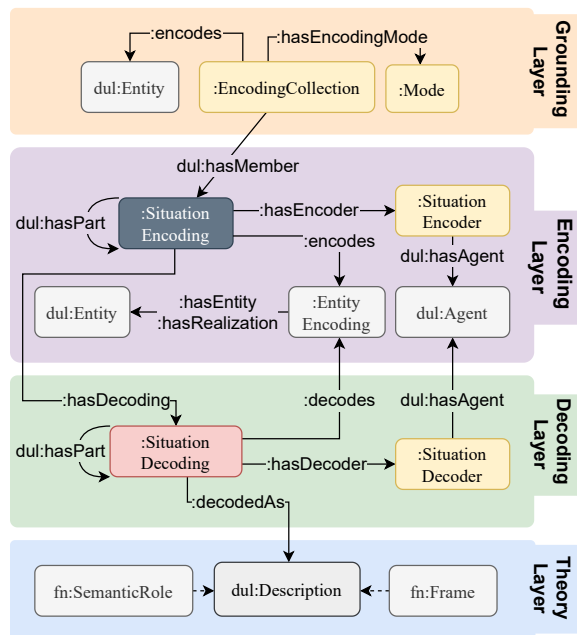 :encodes
:hasEncodingMode
dul:Entity
:EncodingCollection
:Mode
Grounding
Layer
dul:hasMember
dul:hasPart
:Situation
Encoding
:hasEncoder
:Situation
Encoder
:encodes
dul:hasAgent
dul:Entity
:hasEntity
:hasRealization
:Entity
Encoding
dul:Agent
Encoding
Layer
:hasDecoding
:decodes
dul:hasAgent
dul:hasPart
:Situation
Decoding
:hasDecoder
:Situation
Decoder
:decodedAs
Decoding
Layer
fn:SemanticRole
dul:Description
fn:Frame
Theory
Layer